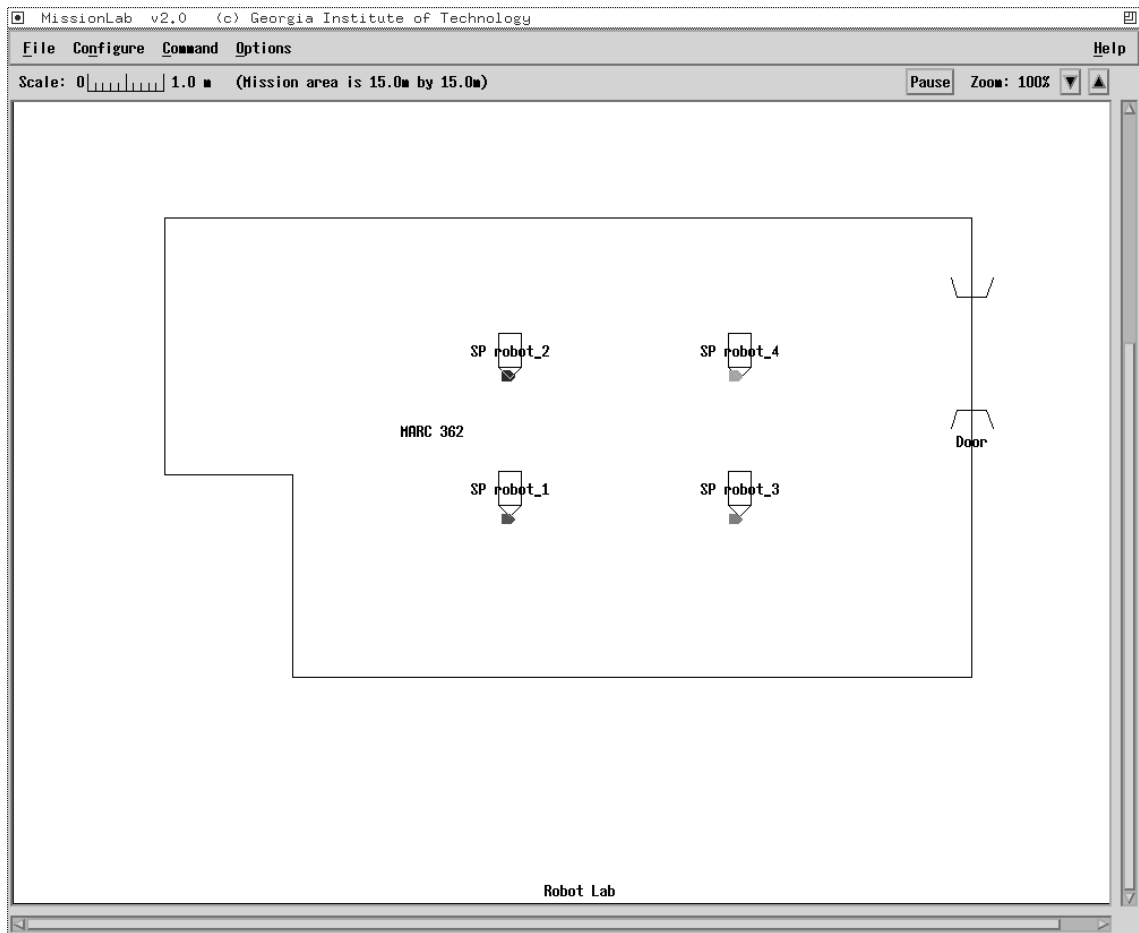 MissionLab v2.0 (c) Georgia Institute of Technology
File Configure Command Options Help
Scale: 0 1.0 m (Mission area is 15.0m by 15.0m) Pause Zoom: 100%
SP robot_2 SP robot_4
MARC 362
Door
SP robot_1 SP robot_3
Robot Lab